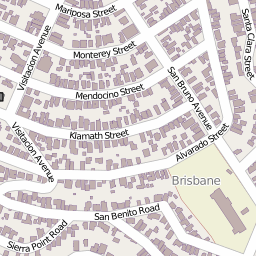 Mariposa Street
Visitacion Avenue
Monterey Street
Santa Clara Street
Mendocino Street
San Bruno Avenue
Klamath Street
Alvarado Street
Visitacion Avenue
Brisbane
San Benito Road
Sierra Point Road